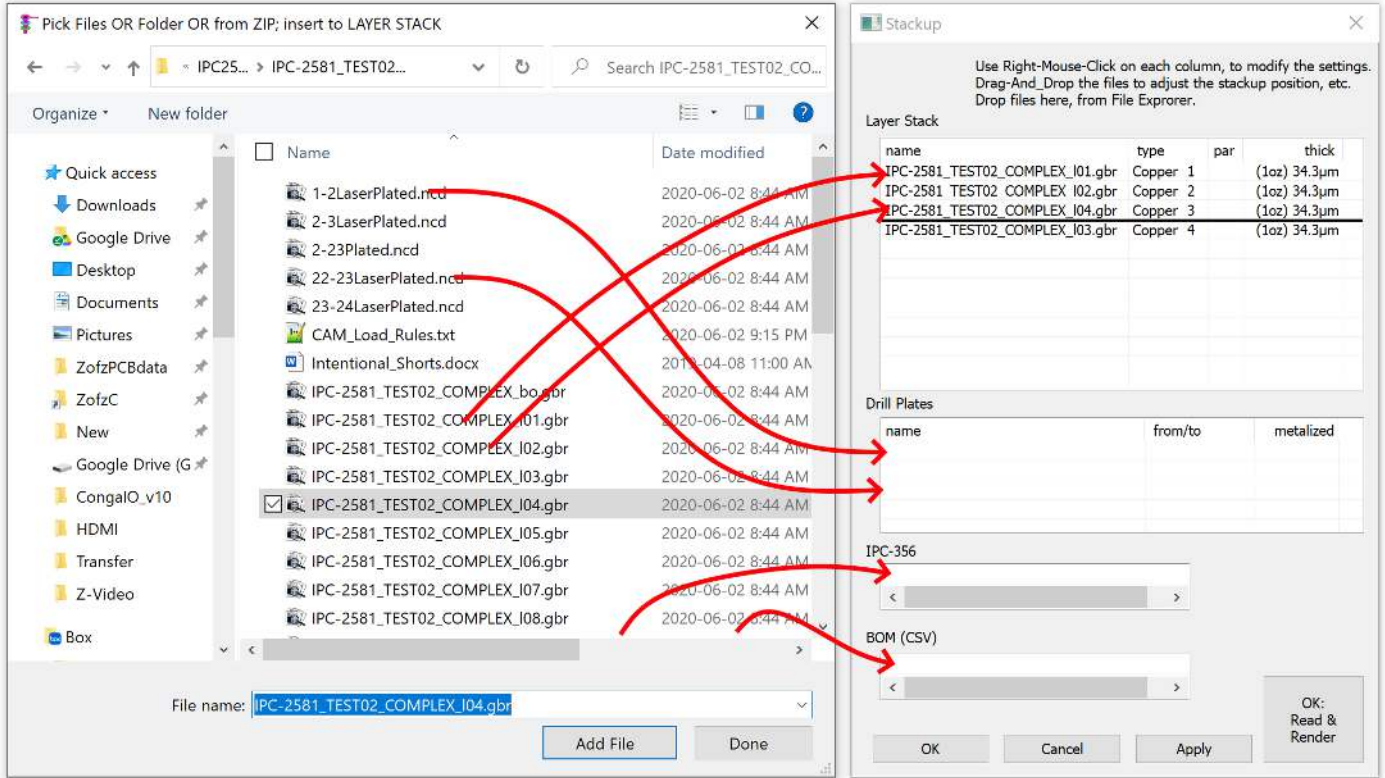 Pick Files OR Folder OR from ZIP; insert to LAYER STACK
« IPC25... > IPC-2581_TEST02...
Search IPC-2581_TEST02_CO...
Organize
New folder
Name
Date modified
Quick access
Downloads
Google Drive
Desktop
Documents
Pictures
ZofzPCBdata
ZofzC
New
Google Drive (G
CongaIO_v10
HDMI
Transfer
Z-Video
Box
1-2LaserPlated.ncd 2020-06-02 8:44 AM
2-3LaserPlated.ncd 2020-06-02 8:44 AM
2-23Plated.ncd 2020-06-02 8:44 AM
22-23LaserPlated.ncd 2020-06-02 8:44 AM
23-24LaserPlated.ncd 2020-06-02 8:44 AM
CAM_Load_Rules.txt 2020-06-02 9:15 PM
Intentional_Shorts.docx 2019-04-08 11:00 AM
IPC-2581_TEST02_COMPLEX_bo.gbr 2020-06-02 8:44 AM
IPC-2581_TEST02_COMPLEX_l01.gbr 2020-06-02 8:44 AM
IPC-2581_TEST02_COMPLEX_l02.gbr 2020-06-02 8:44 AM
IPC-2581_TEST02_COMPLEX_l03.gbr 2020-06-02 8:44 AM
IPC-2581_TEST02_COMPLEX_l04.gbr 2020-06-02 8:44 AM
IPC-2581_TEST02_COMPLEX_l05.gbr 2020-06-02 8:44 AM
IPC-2581_TEST02_COMPLEX_l06.gbr 2020-06-02 8:44 AM
IPC-2581_TEST02_COMPLEX_l07.gbr 2020-06-02 8:44 AM
IPC-2581_TEST02_COMPLEX_l08.gbr 2020-06-02 8:44 AM
File name: IPC-2581_TEST02_COMPLEX_l04.gbr
Add File
Done
Stackup
Use Right-Mouse-Click on each column, to modify the settings.
Drag-And_Drop the files to adjust the stackup position, etc.
Drop files here, from File Exprorer.
Layer Stack
name type par thick
IPC-2581_TEST02_COMPLEX_l01.gbr Copper 1 (1oz) 34.3µm
IPC-2581_TEST02_COMPLEX_l02.gbr Copper 2 (1oz) 34.3µm
IPC-2581_TEST02_COMPLEX_l04.gbr Copper 3 (1oz) 34.3µm
IPC-2581_TEST02_COMPLEX_l03.gbr Copper 4 (1oz) 34.3µm
Drill Plates
name from/to metalized
IPC-356
BOM (CSV)
OK
Cancel
Apply
OK:
Read &
Render